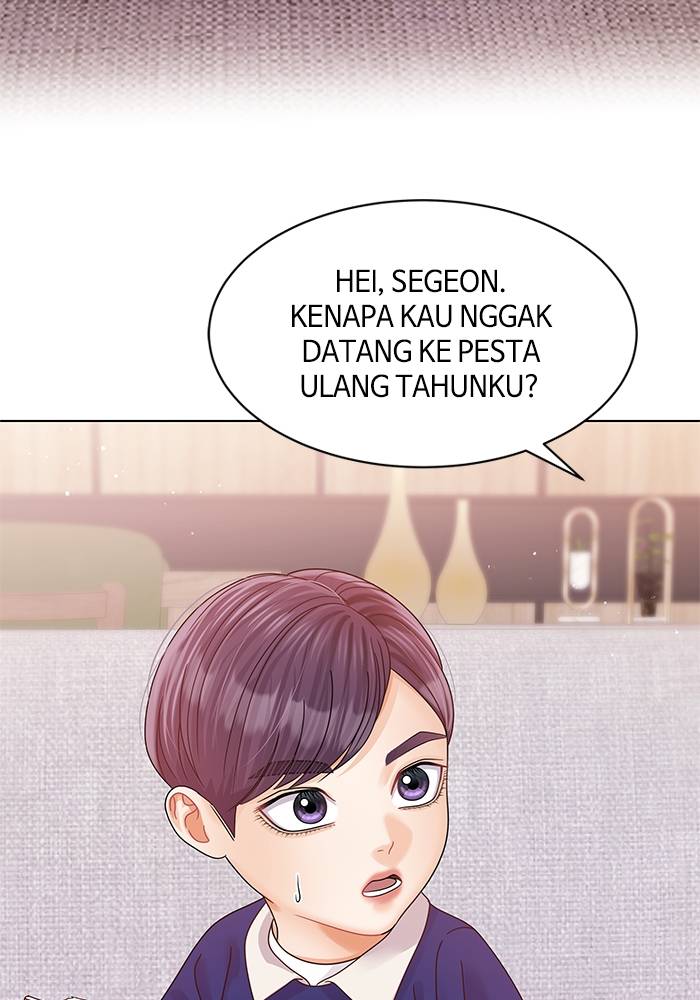 HEI, SEGEON.
KENAPA KAU NGGAK
DATANG KE PESTA
ULANG TAHUNKU?